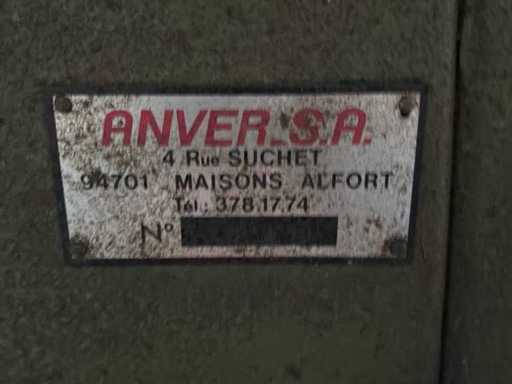 ANVER.S.A.
4 Rue SUCHET
94701 MAISONS ALFORT
Tél.: 378.17.74
N°